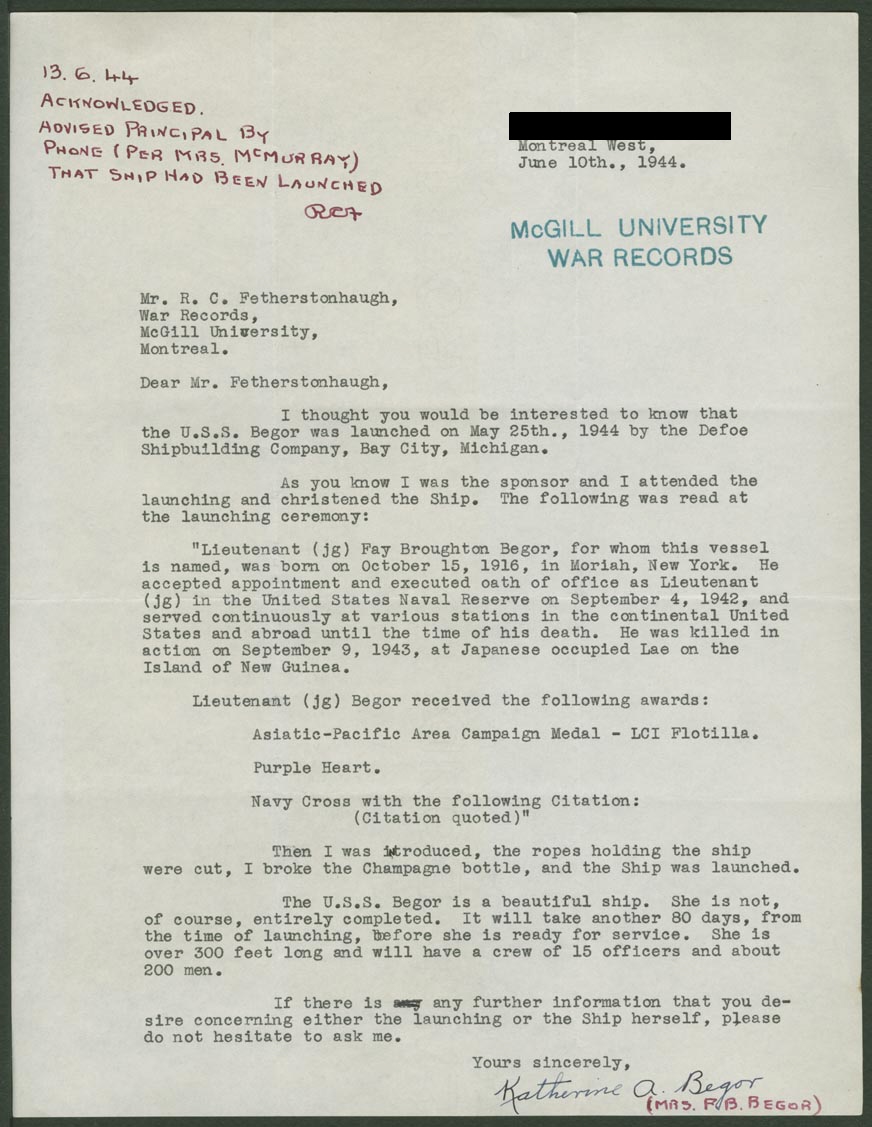 13. 6. 44
ACKNOWLEDGED.
ADVISED PRINCIPAL BY
PHONE (PER MRS. McMURRAY)
THAT SHIP HAD BEEN LAUNCHED
RCF
Montreal West,
June 10th., 1944.
McGILL UNIVERSITY
WAR RECORDS
Mr. R. C. Fetherstonhaugh,
War Records,
McGill University,
Montreal.
Dear Mr. Fetherstonhaugh,
I thought you would be interested to know that
the U.S.S. Begor was launched on May 25th., 1944 by the Defoe
Shipbuilding Company, Bay City, Michigan.
As you know I was the sponsor and I attended the
launching and christened the Ship. The following was read at
the launching ceremony:
"Lieutenant (jg) Fay Broughton Begor, for whom this vessel
is named, was born on October 15, 1916, in Moriah, New York. He
accepted appointment and executed oath of office as Lieutenant
(jg) in the United States Naval Reserve on September 4, 1942, and
served continuously at various stations in the continental United
States and abroad until the time of his death. He was killed in
action on September 9, 1943, at Japanese occupied Lae on the
Island of New Guinea.
Lieutenant (jg) Begor received the following awards:
Asiatic-Pacific Area Campaign Medal - LCI Flotilla.
Purple Heart.
Navy Cross with the following Citation:
(Citation quoted)"
Then I was introduced, the ropes holding the ship
were cut, I broke the Champagne bottle, and the Ship was launched.
The U.S.S. Begor is a beautiful ship. She is not,
of course, entirely completed. It will take another 80 days, from
the time of launching, before she is ready for service. She is
over 300 feet long and will have a crew of 15 officers and about
200 men.
If there is any any further information that you de-
sire concerning either the launching or the Ship herself, please
do not hesitate to ask me.
Yours sincerely,
Katherine A. Begor
(MRS. F.B. BEGOR)